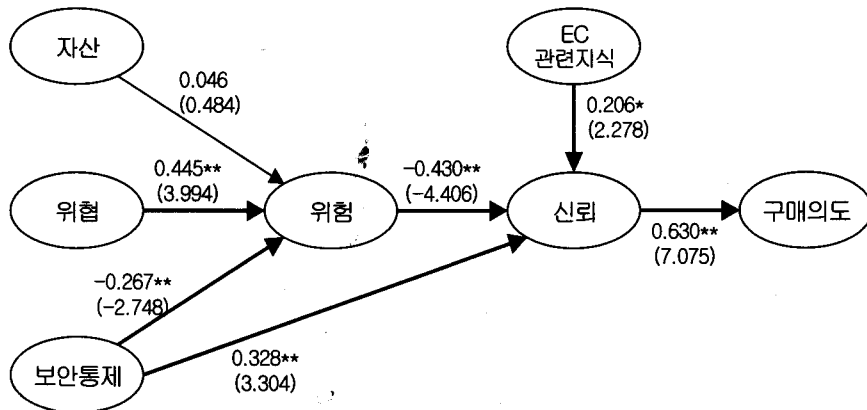 자산
EC
관련지식
0.046
(0.484)
0.206*
(2.278)
0.445**
(3.994)
-0.430**
(-4.406)
위협
위험
신뢰
구매의도
0.630**
(7.075)
-0.267**
(-2.748)
보안통제
0.328**
(3.304)